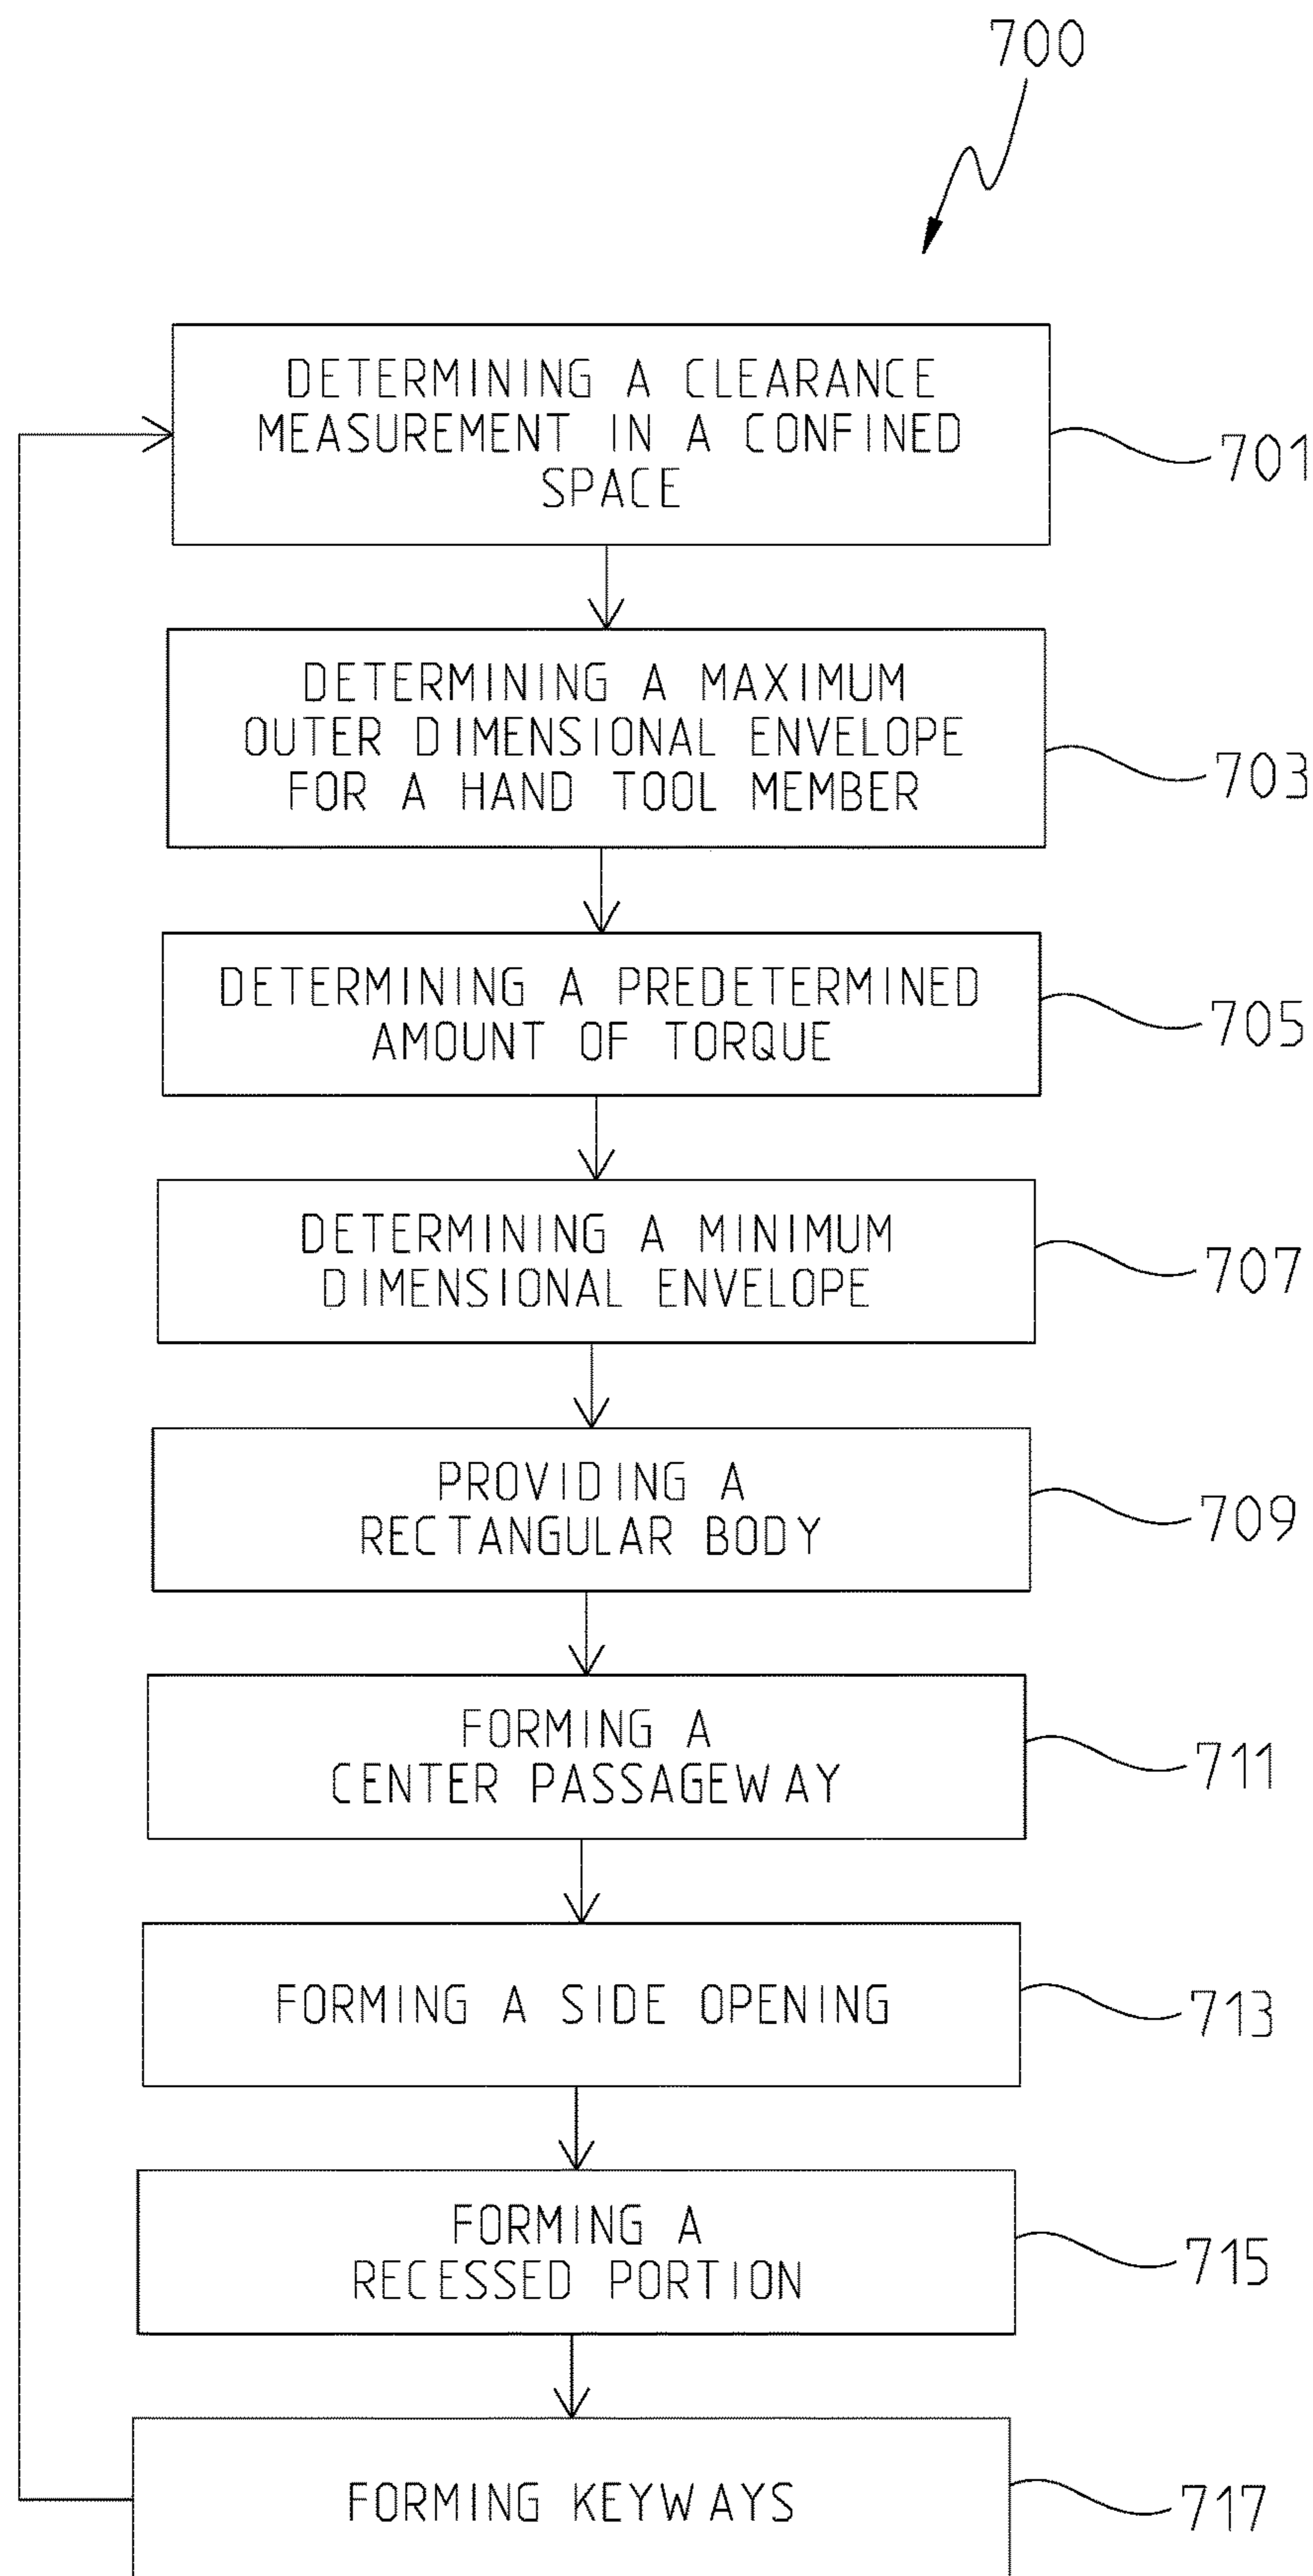 700
DETERMINING A CLEARANCE
MEASUREMENT IN A CONFINED
SPACE
701
DETERMINING A MAXIMUM
OUTER DIMENSIONAL ENVELOPE
FOR A HAND TOOL MEMBER
703
DETERMINING A PREDETERMINED
AMOUNT OF TORQUE
705
DETERMINING A MINIMUM
DIMENSIONAL ENVELOPE
707
PROVIDING A
RECTANGULAR BODY
709
FORMING A
CENTER PASSAGEWAY
711
FORMING A SIDE OPENING
713
FORMING A
RECESSED PORTION
715
FORMING KEYWAYS
717